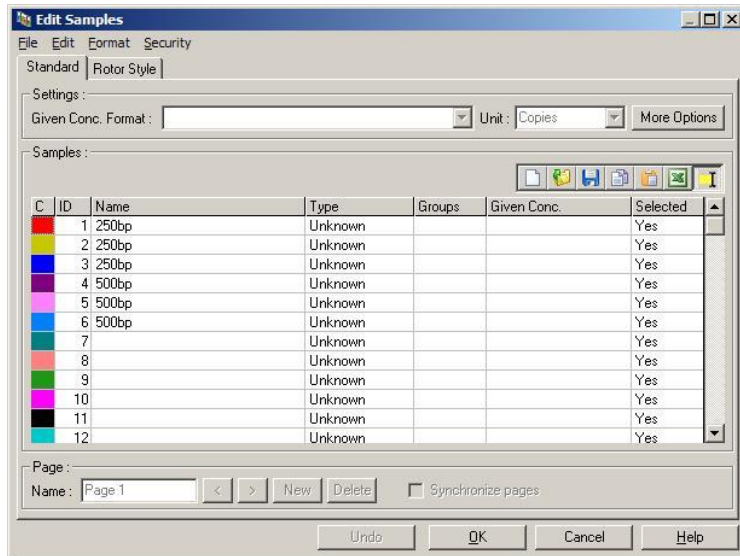 Edit Samples
File Edit Format Security
Standard Rotor Style
Settings :
Given Conc. Format : Unit : Copies More Options
Samples :
C ID Name Type Groups Given Conc. Selected
1 250bp Unknown Yes
2 250bp Unknown Yes
3 250bp Unknown Yes
4 500bp Unknown Yes
5 500bp Unknown Yes
6 500bp Unknown Yes
7 Unknown Yes
8 Unknown Yes
9 Unknown Yes
10 Unknown Yes
11 Unknown Yes
12 Unknown Yes
Page :
Name : Page 1 < > New Delete Synchronize pages
Undo OK Cancel Help